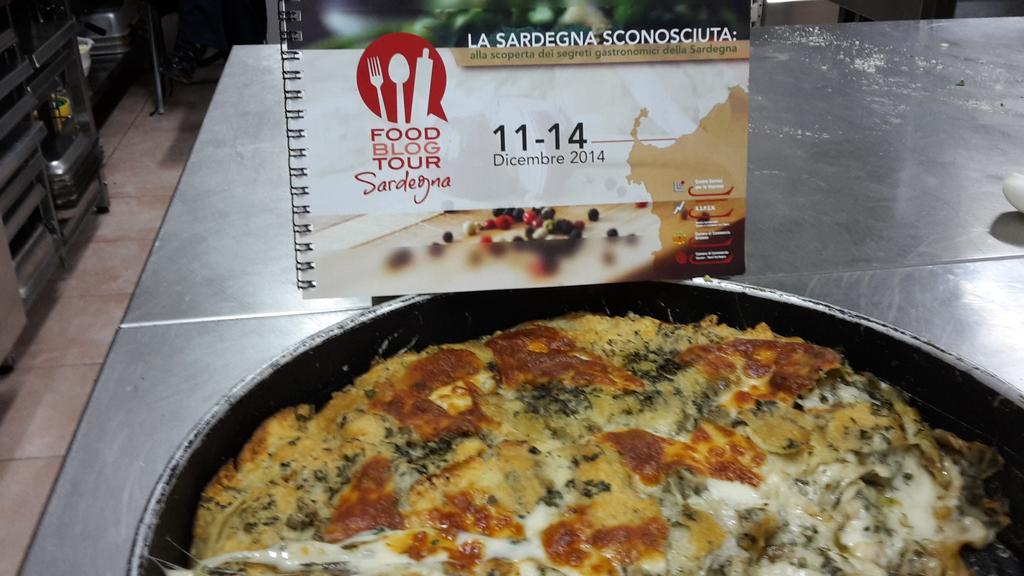 LA SARDEGNA SCONOSCIUTA:
alla scoperta dei segreti gastronomici della Sardegna
FOOD
BLOG
TOUR
Sardegna
11-14
Dicembre 2014